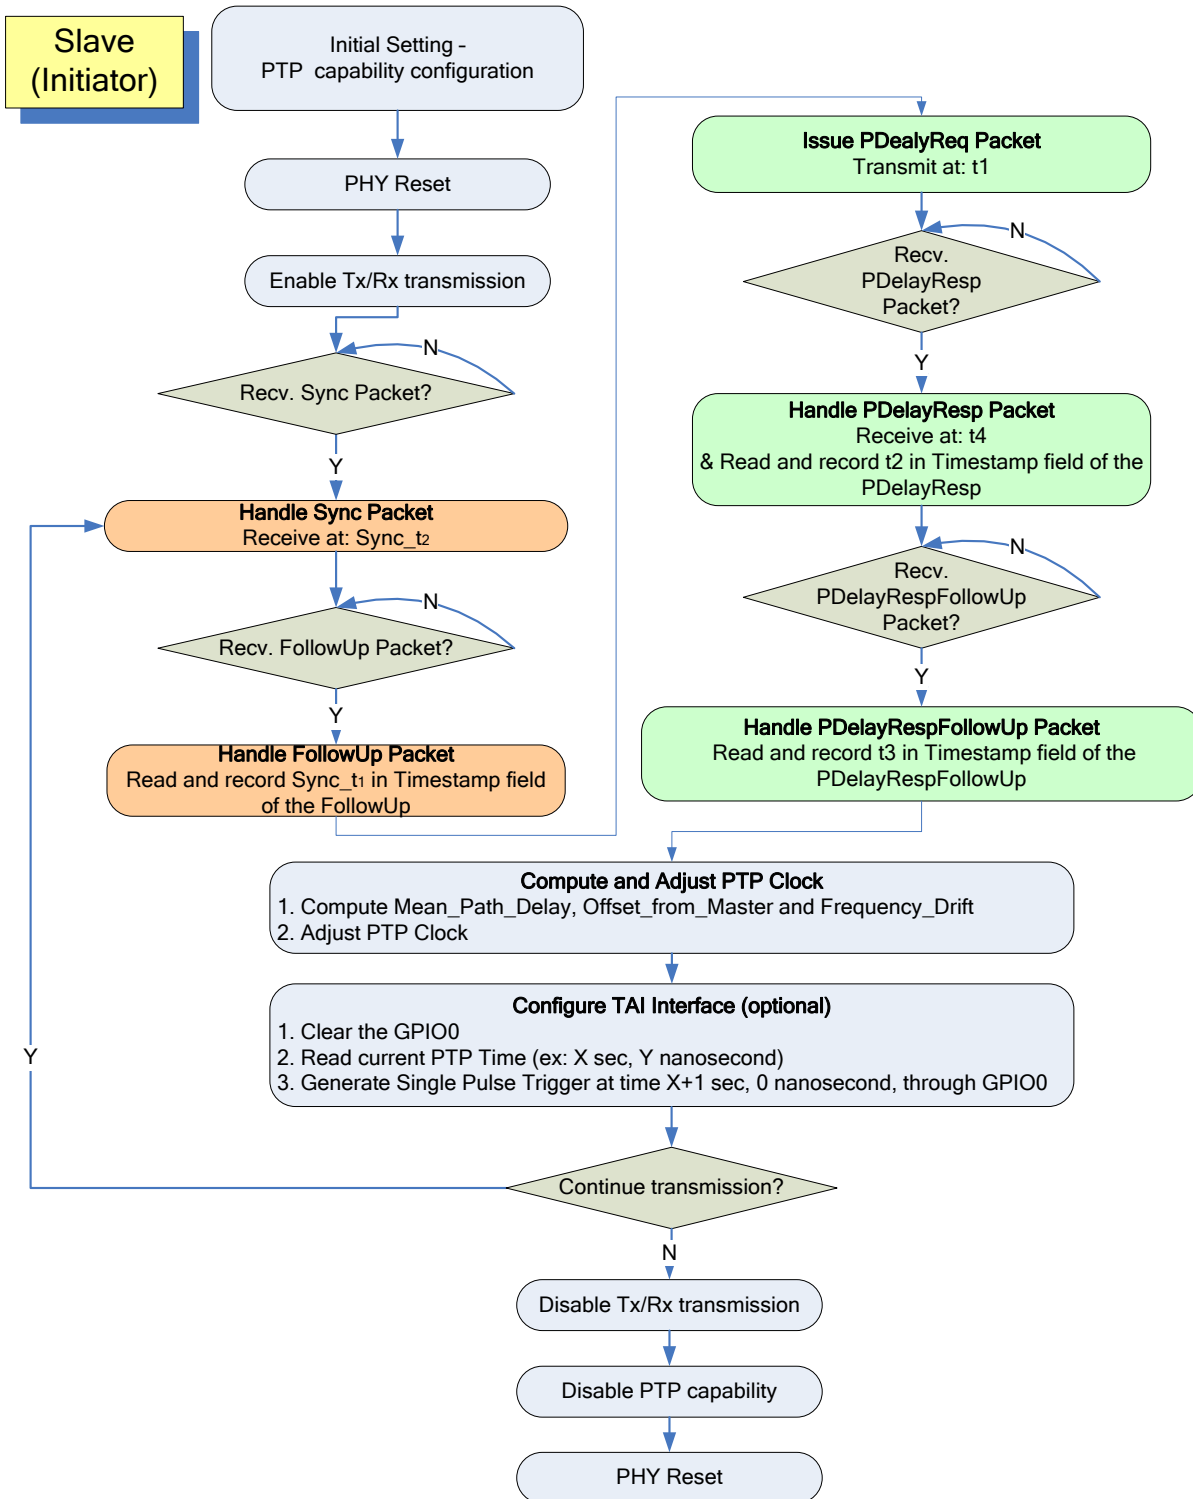 Slave
(Initiator)
Initial Setting -
PTP capability configuration
PHY Reset
Enable Tx/Rx transmission
N
Recv. Sync Packet?
Y
Handle Sync Packet
Receive at: Sync_t2
N
Recv. FollowUp Packet?
Y
Handle FollowUp Packet
Read and record Sync_t1 in Timestamp field
of the FollowUp
Issue PDealyReq Packet
Transmit at: t1
N
Recv.
PDelayResp
Packet?
Y
Handle PDelayResp Packet
Receive at: t4
& Read and record t2 in Timestamp field of the
PDelayResp
N
Recv.
PDelayRespFollowUp
Packet?
Y
Handle PDelayRespFollowUp Packet
Read and record t3 in Timestamp field of the
PDelayRespFollowUp
Compute and Adjust PTP Clock
1. Compute Mean_Path_Delay, Offset_from_Master and Frequency_Drift
2. Adjust PTP Clock
Configure TAI Interface (optional)
1. Clear the GPIO0
2. Read current PTP Time (ex: X sec, Y nanosecond)
3. Generate Single Pulse Trigger at time X+1 sec, 0 nanosecond, through GPIO0
Y
Continue transmission?
N
Disable Tx/Rx transmission
Disable PTP capability
PHY Reset